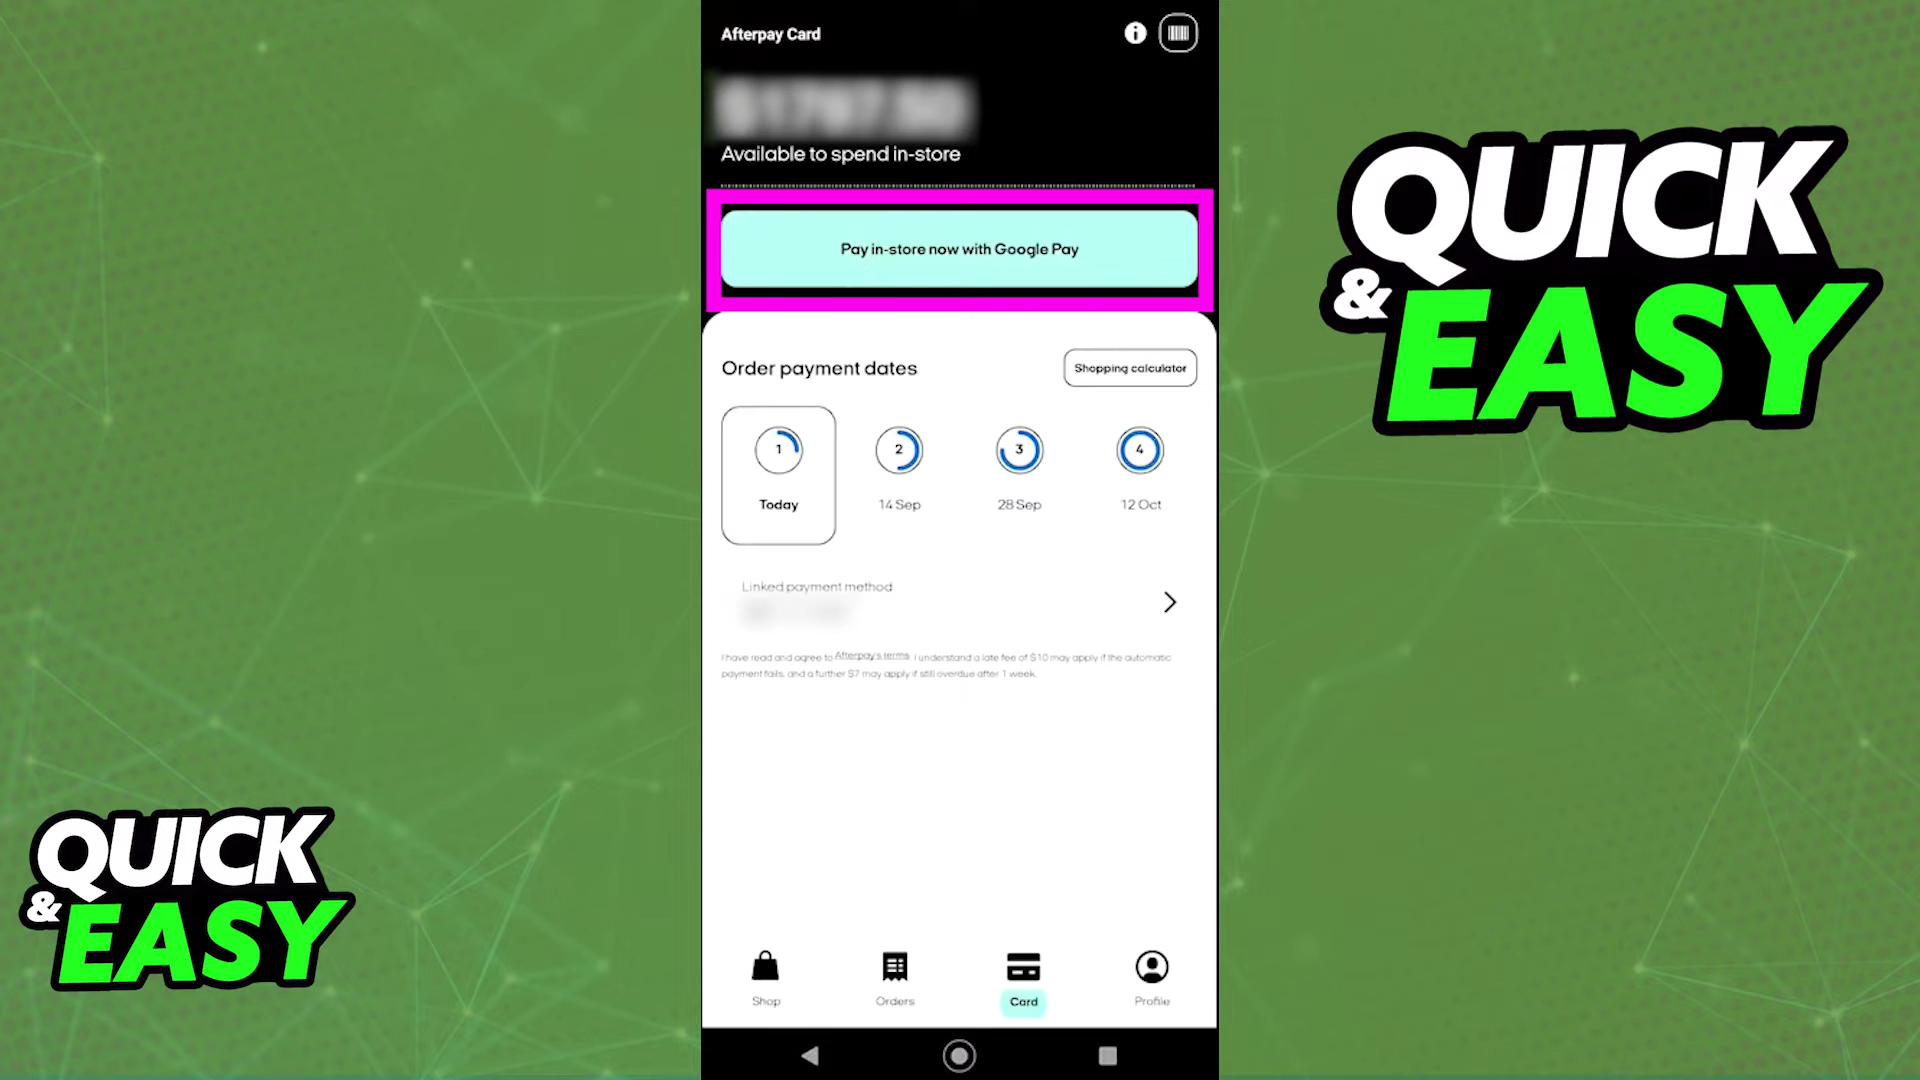 Afterpay Card
Available to spend in-store
Pay in-store now with Google Pay
Order payment dates
Shopping calculator
1
2
3
4
Today
14 Sep
28 Sep
12 Oct
Linked payment method
I have read and agree to Afterpay's terms. I understand a late fee of $10 may apply if the automatic
payment fails, and a further $7 may apply if still overdue after 1 week.
Shop
Orders
Card
Profile
QUICK
& EASY
QUICK
& EASY